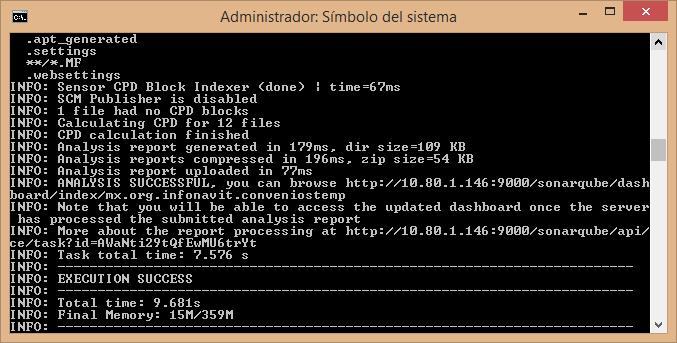 Administrador: Símbolo del sistema
.apt_generated
.settings
**/*.MF
.websettings
INFO: Sensor CPD Block Indexer (done) | time=67ms
INFO: SCM Publisher is disabled
INFO: 1 file had no CPD blocks
INFO: Calculating CPD for 12 files
INFO: CPD calculation finished
INFO: Analysis report generated in 179ms, dir size=109 KB
INFO: Analysis reports compressed in 196ms, zip size=54 KB
INFO: Analysis report uploaded in 77ms
INFO: ANALYSIS SUCCESSFUL, you can browse http://10.80.1.146:9000/sonarqube/dash
board/index/mx.org.infonavit.conveniostemp
INFO: Note that you will be able to access the updated dashboard once the server
has processed the submitted analysis report
INFO: More about the report processing at http://10.80.1.146:9000/sonarqube/api/
ce/task?id=AWaNti29tQfEwMU6trYt
INFO: Task total time: 7.576 s
INFO: ------------------------------------------------------------------------
INFO: EXECUTION SUCCESS
INFO: ------------------------------------------------------------------------
INFO: Total time: 9.681s
INFO: Final Memory: 15M/359M
INFO: ------------------------------------------------------------------------